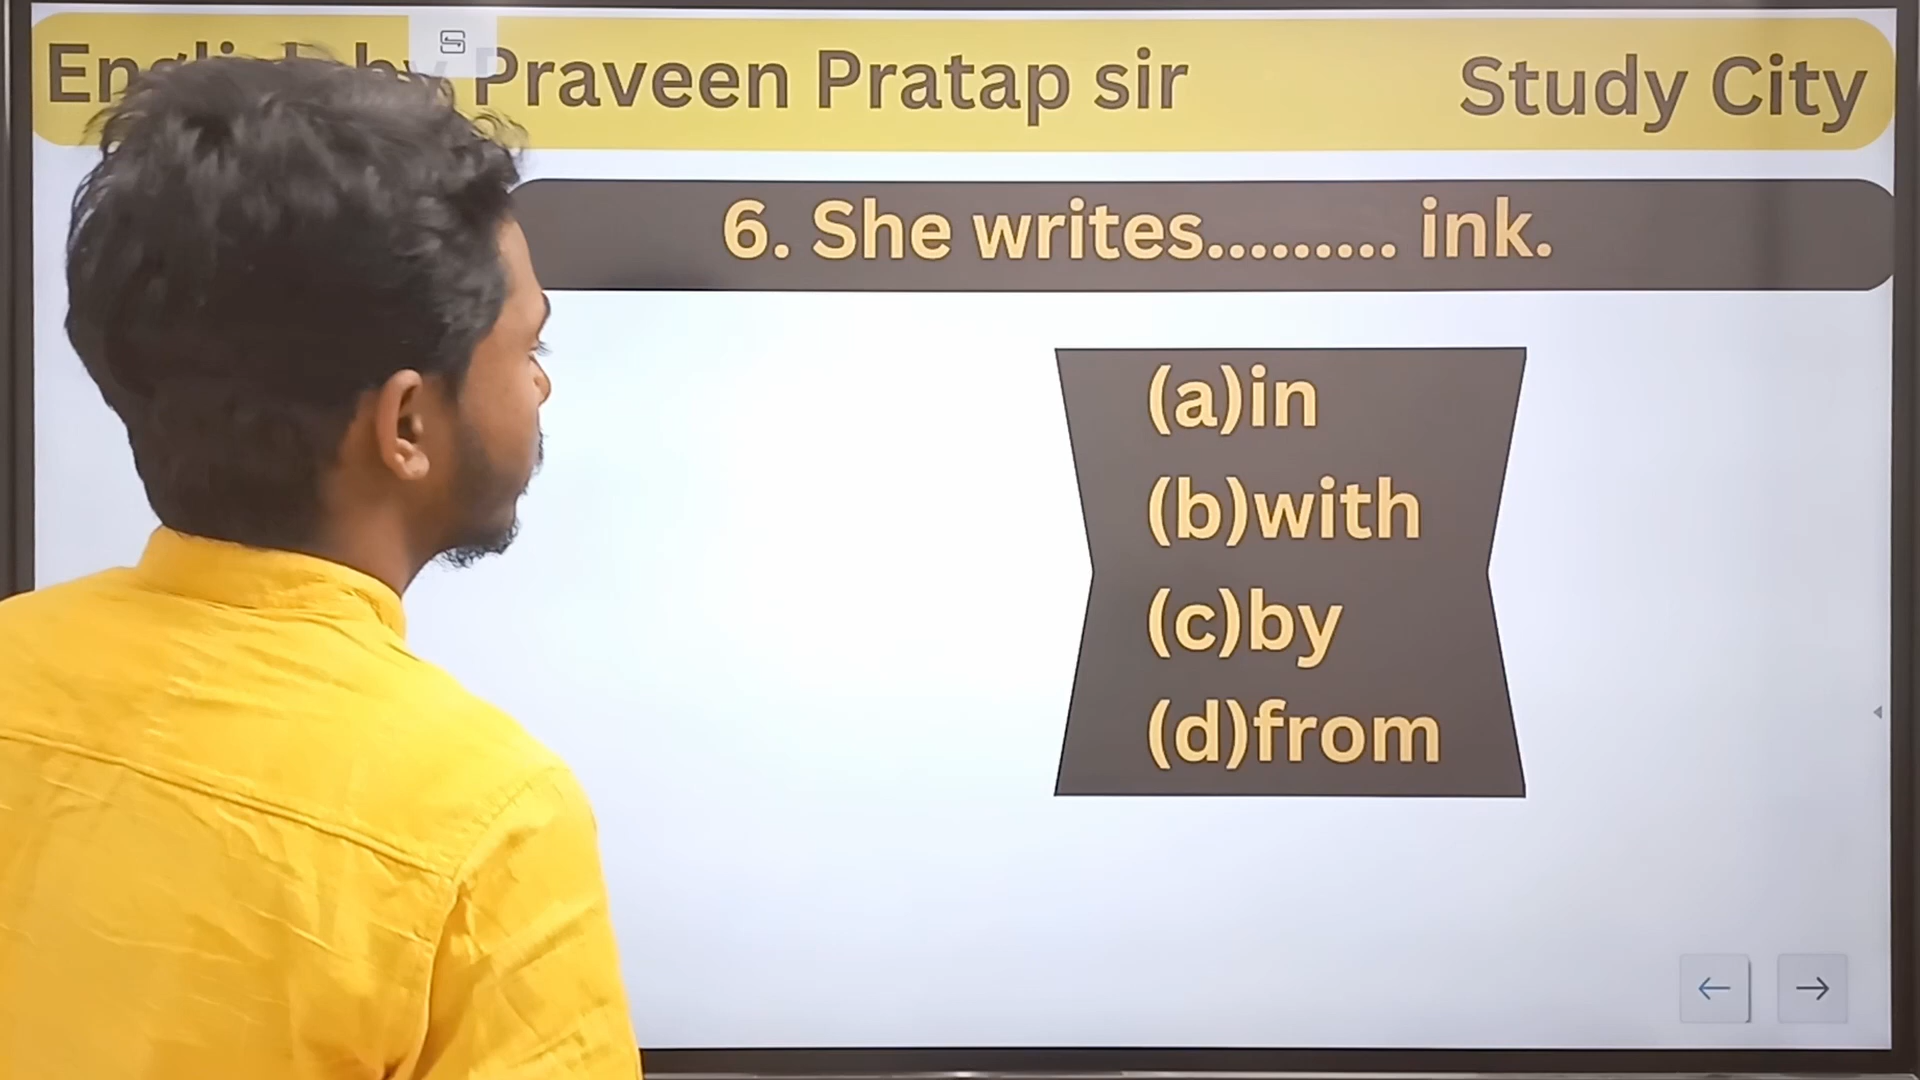 Praveen Pratap sir Study City
6. She writes......... ink.
(a)in
(b)with
(c)by
(d)from